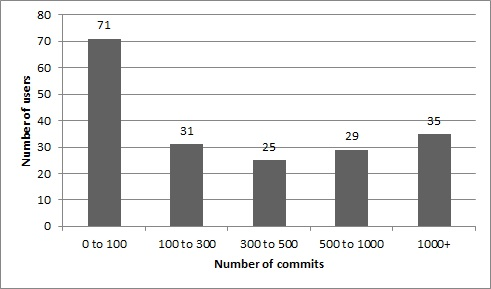 80
70
60
50
40
30
20
10
0
Number of users
71
31
25
29
35
0 to 100
100 to 300
300 to 500
500 to 1000
1000+
Number of commits